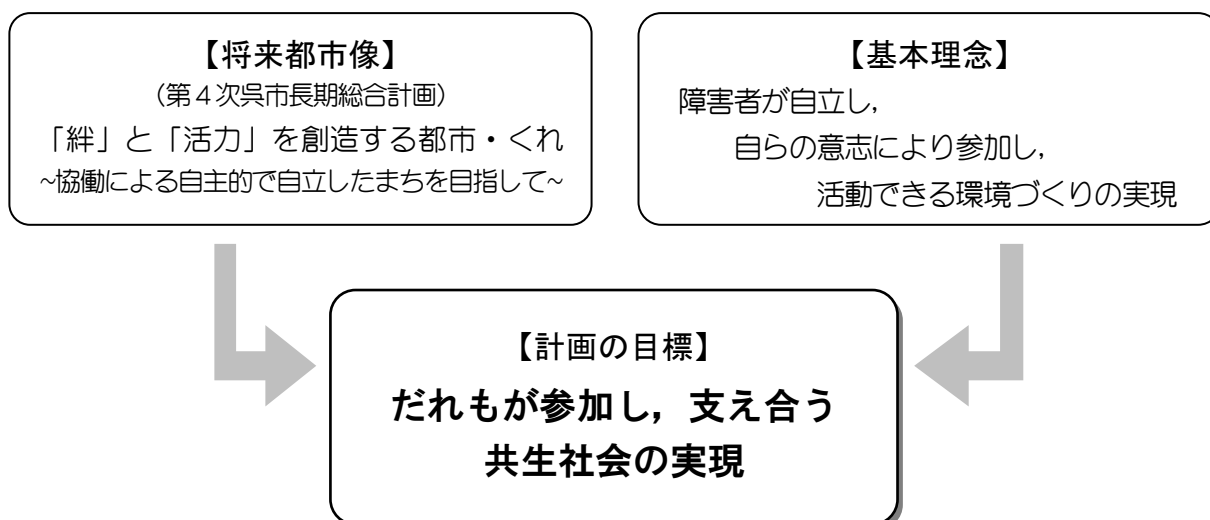 【将来都市像】
（第４次呉市長期総合計画）
「絆」と「活力」を創造する都市・くれ
~協働による自主的で自立したまちを目指して~
【基本理念】
障害者が自立し，
自らの意志により参加し，
活動できる環境づくりの実現
【計画の目標】
だれもが参加し，支え合う
共生社会の実現